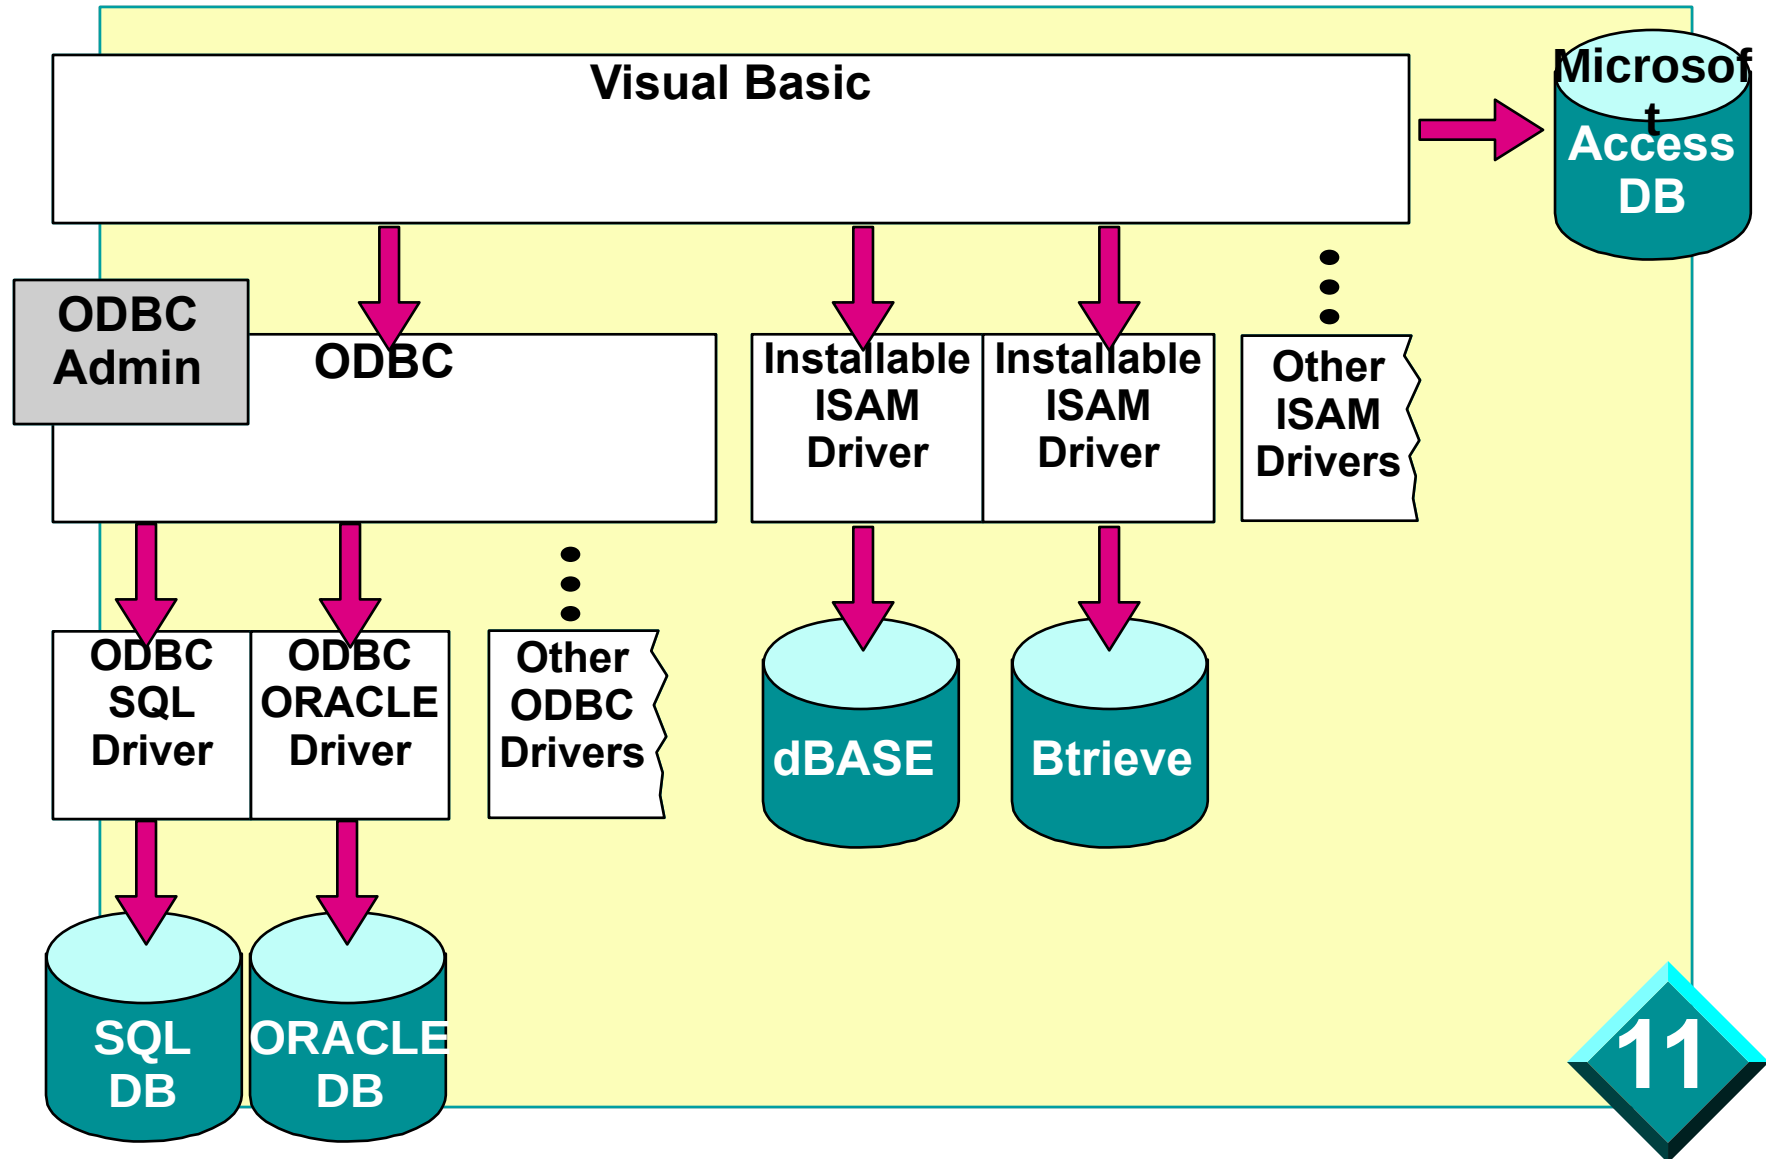 Visual Basic
Microsof
t
Access
DB
ODBC
Admin
ODBC
Installable
ISAM
Driver
Installable
ISAM
Driver
Other
ISAM
Drivers
ODBC
SQL
Driver
ODBC
ORACLE
Driver
Other
ODBC
Drivers
dBASE
Btrieve
SQL
DB
ORACLE
DB
11